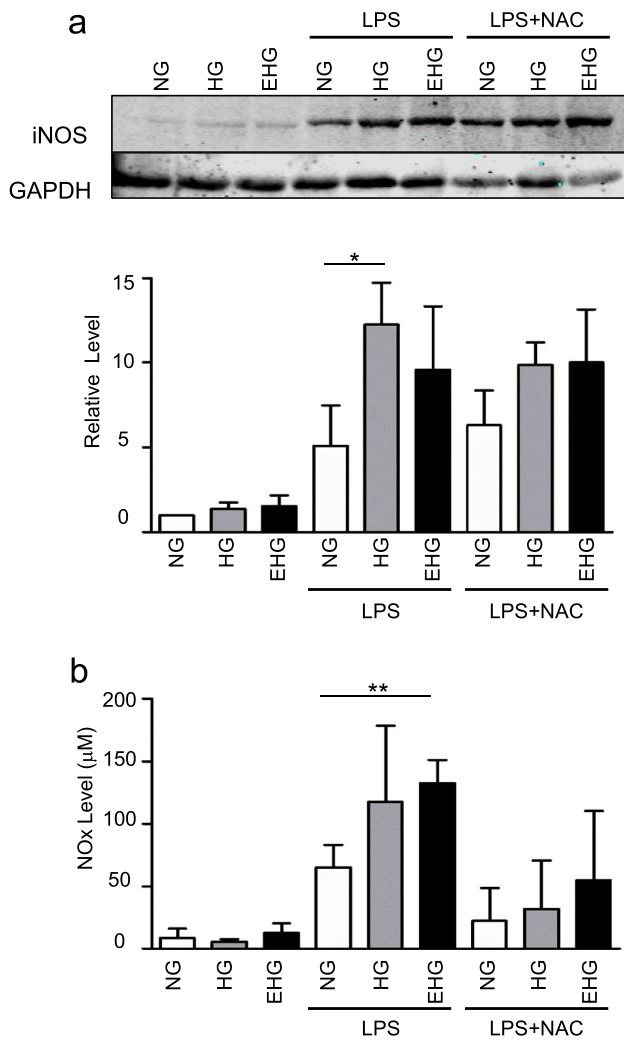 a
LPS LPS+NAC
NG HG EHG NG HG EHG NG HG EHG
iNOS
GAPDH
*
15
10
5
0
Relative Level
NG HG EHG NG HG EHG NG HG EHG
LPS LPS+NAC
b
**
200
150
100
50
0
NOx Level (μM)
NG HG EHG NG HG EHG NG HG EHG
LPS LPS+NAC